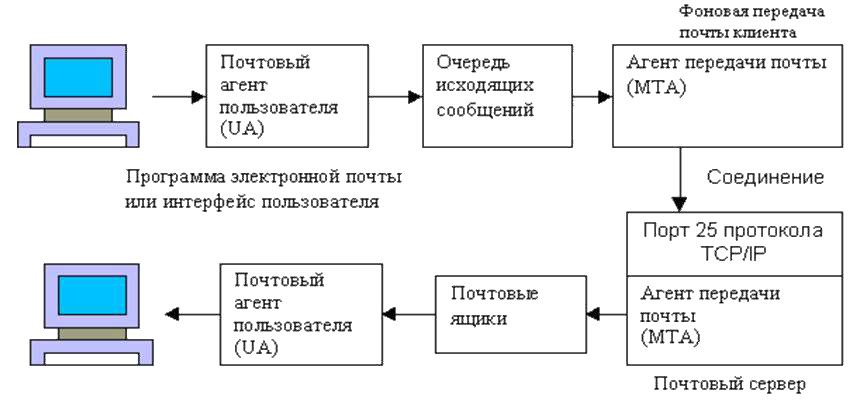 Фоновая передача
почты клиента
Почтовый
агент
пользователя
(UA)
Очередь
исходящих
сообщений
Агент передачи почты
(MTA)
Программа электронной почты
или интерфейс пользователя
Соединение
Порт 25 протокола
TCP/IP
Агент передачи
почты
(MTA)
Почтовый сервер
Почтовые
ящики
Почтовый
агент
пользователя
(UA)